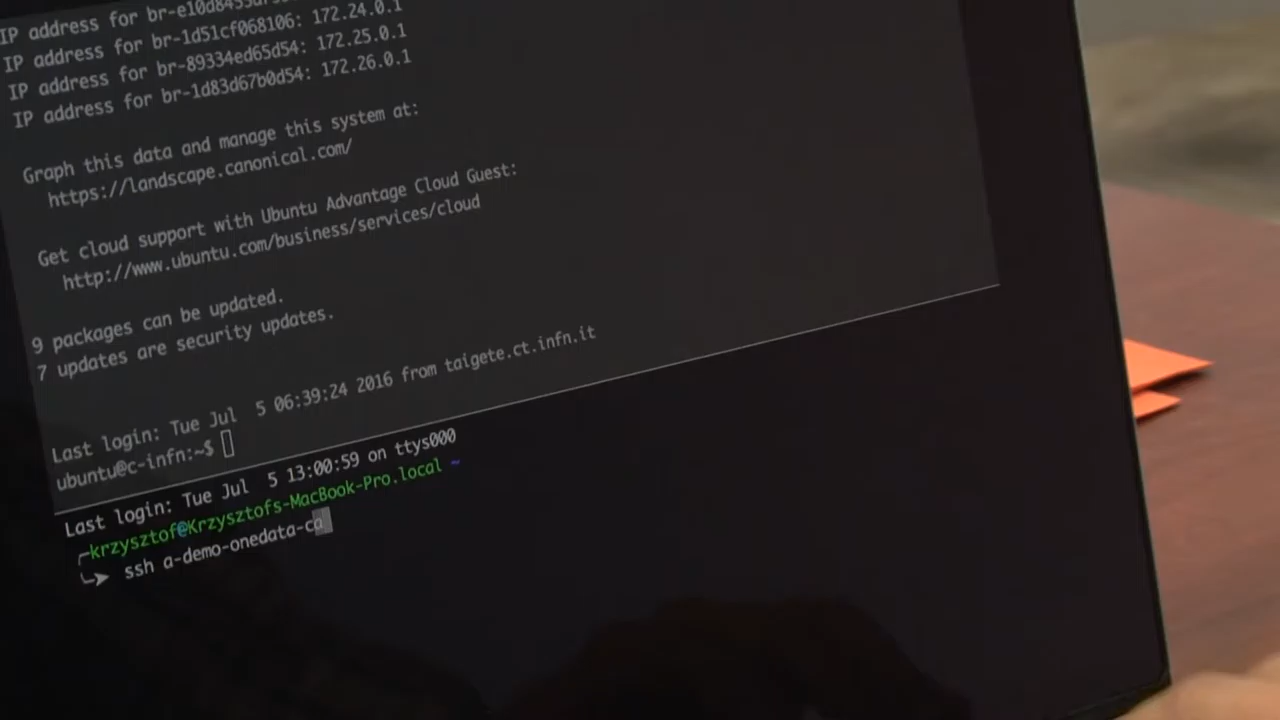 IP address for
IP address for br-1d51cf068106: 172.24.0.1
IP address for br-89334ed65d54: 172.25.0.1
IP address for br-1d83d67b0d54: 172.26.0.1
Graph this data and manage this system at:
https://landscape.canonical.com/
Get cloud support with Ubuntu Advantage Cloud Guest:
http://www.ubuntu.com/business/services/cloud
9 packages can be updated.
7 updates are security updates.
Last login: Tue Jul  5 06:39:24 2016 from taigete.ct.infn.it
ubuntu@c-infn:~$
Last login: Tue Jul  5 13:00:59 on ttys000
krzysztof@Krzysztofs-MacBook-Pro.local ~
ssh a-demo-onedata-ca